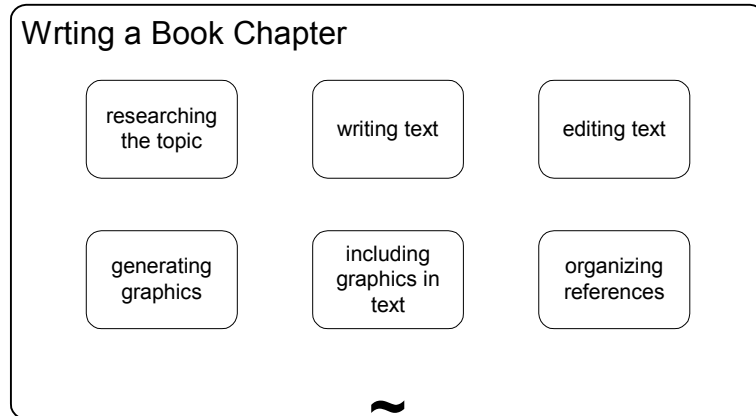 Wrting a Book Chapter
researching
the topic
writing text
editing text
generating
graphics
including
graphics in
text
organizing
references
~